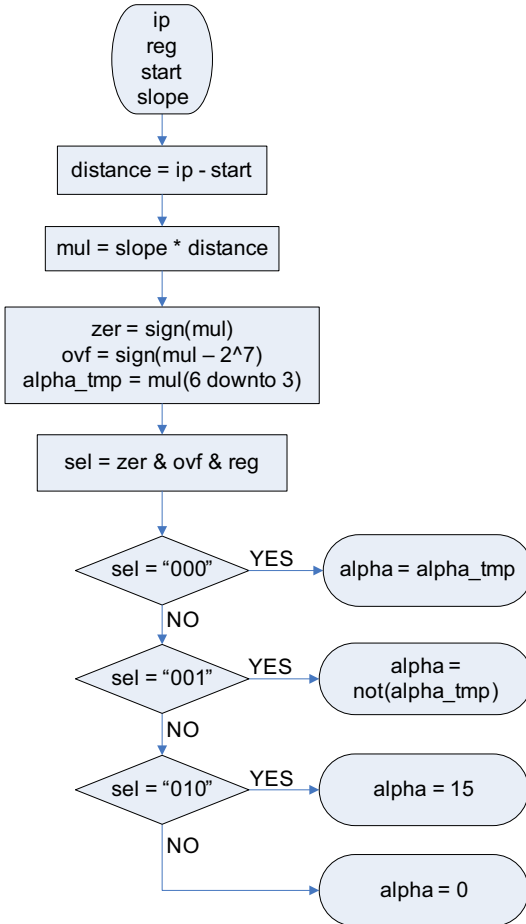 ip
reg
start
slope
distance = ip - start
mul = slope * distance
zer = sign(mul)
ovf = sign(mul – 2^7)
alpha_tmp = mul(6 downto 3)
sel = zer & ovf & reg
sel = “000”
YES
alpha = alpha_tmp
NO
sel = “001”
YES
alpha =
not(alpha_tmp)
NO
sel = “010”
YES
alpha = 15
NO
alpha = 0